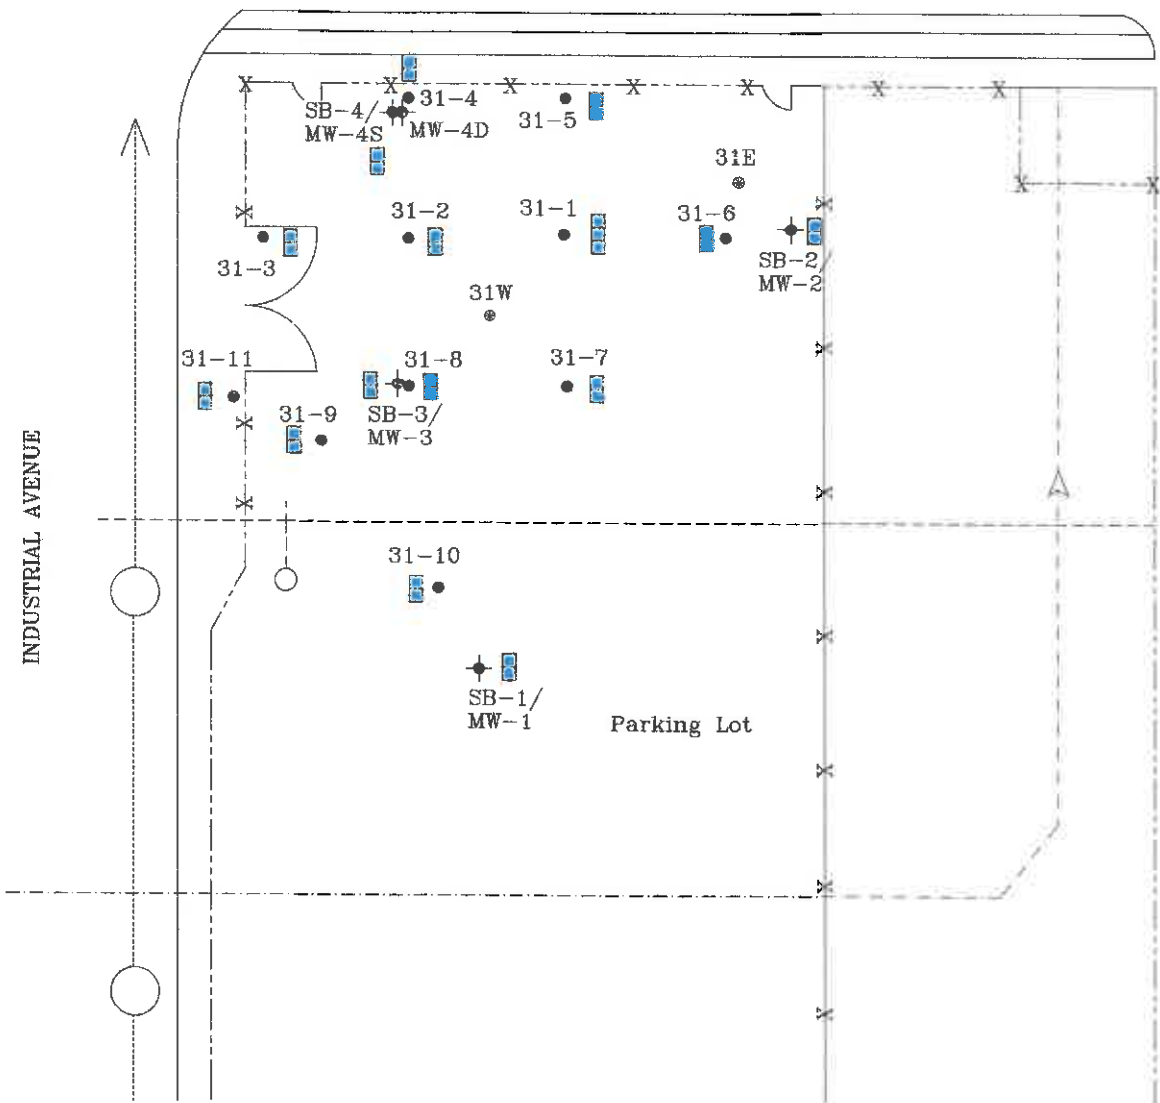 31-4
SB-4/
MW-4S
MW-4D
31-5
31E
31-2
31-1
31-6
31-3
SB-2/
MW-2
31W
31-11
31-8
31-7
31-9
SB-3/
MW-3
INDUSTRIAL AVENUE
31-10
SB-1/
MW-1
Parking Lot